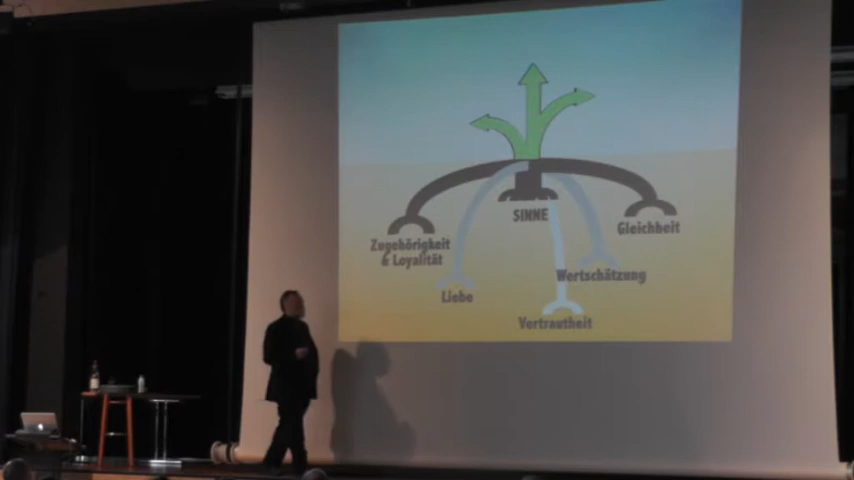 SINNE
Gleichheit
Zugehörigkeit
& Loyalität
Wertschätzung
Liebe
Vertrautheit